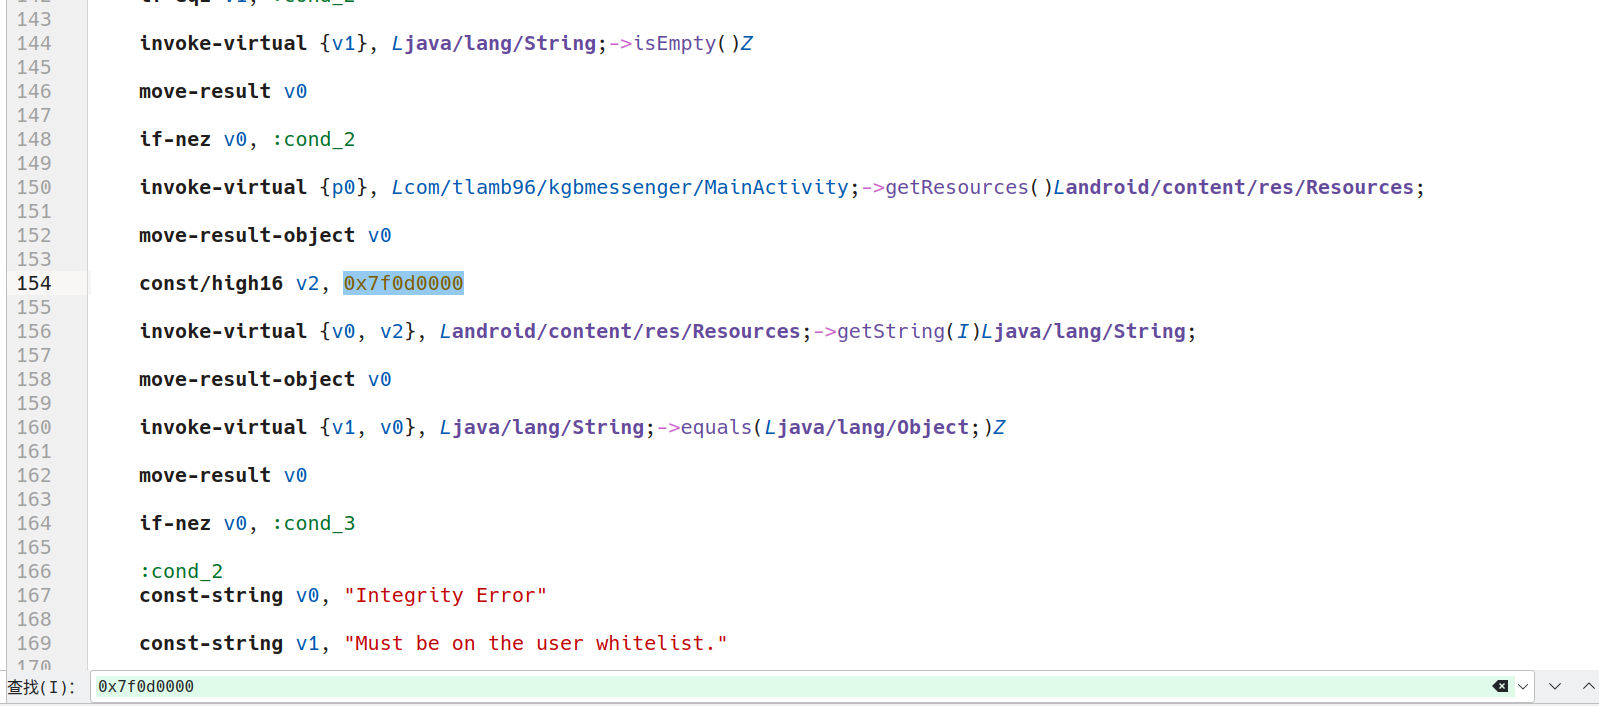 143
144 invoke-virtual {v1}, Ljava/lang/String;->isEmpty()Z
145
146 move-result v0
147
148 if-nez v0, :cond_2
149
150 invoke-virtual {p0}, Lcom/tlamb96/kgbmessenger/MainActivity;->getResources()Landroid/content/res/Resources;
151
152 move-result-object v0
153
154 const/high16 v2, 0x7f0d0000
155
156 invoke-virtual {v0, v2}, Landroid/content/res/Resources;->getString(I)Ljava/lang/String;
157
158 move-result-object v0
159
160 invoke-virtual {v1, v0}, Ljava/lang/String;->equals(Ljava/lang/Object;)Z
161
162 move-result v0
163
164 if-nez v0, :cond_3
165
166 :cond_2
167 const-string v0, "Integrity Error"
168
169 const-string v1, "Must be on the user whitelist."
170
查找(I): 0x7f0d0000